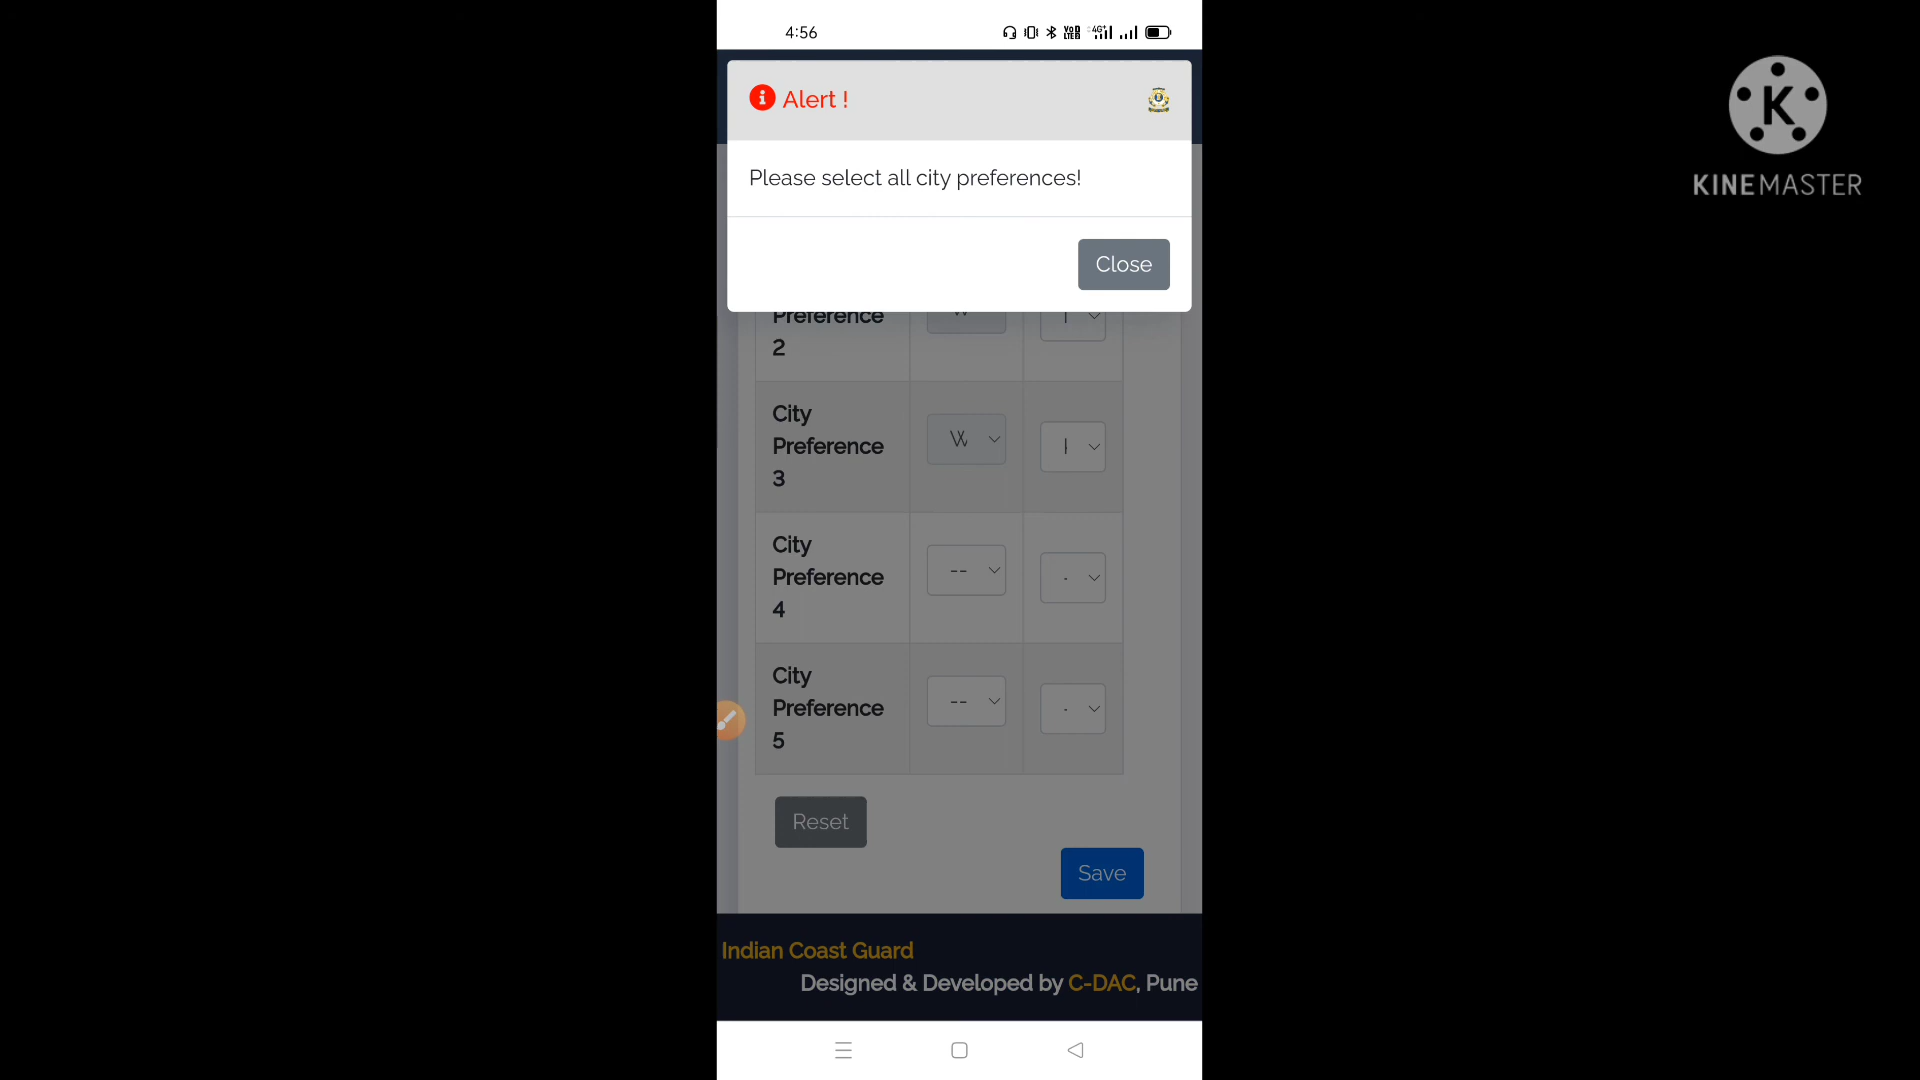 4:56
Alert !
Please select all city preferences!
Close
Preference
2
City
Preference
3
City
Preference
4
--
City
Preference
5
--
Reset
Save
Indian Coast Guard
Designed & Developed by C-DAC, Pune
K
KINEMASTER